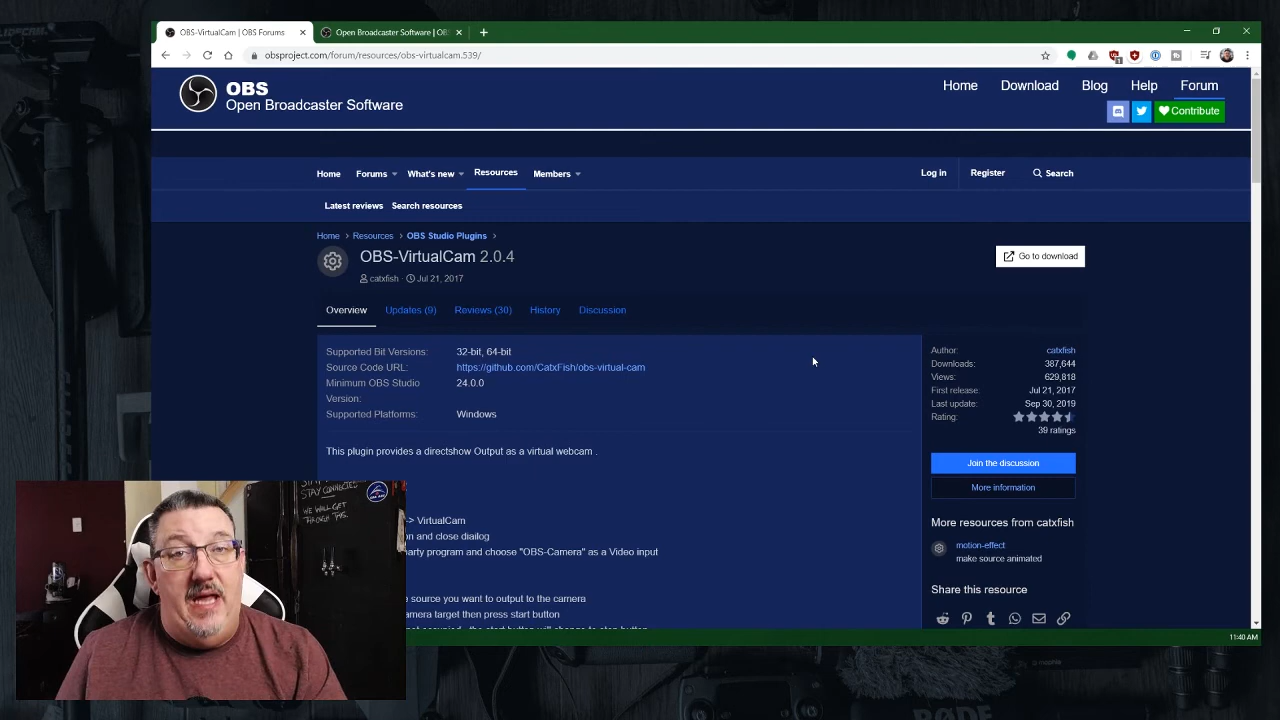 OBS-VirtualCam | OBS Forums
Open Broadcaster Software | OB
obsproject.com/forum/resources/obs-virtualcam.539/
OBS
Open Broadcaster Software
Home Download Blog Help Forum
Contribute
Home Forums What's new Resources Members Log in Register Search
Latest reviews Search resources
Home > Resources > OBS Studio Plugins >
OBS-VirtualCam 2.0.4
Go to download
catxfish Jul 21, 2017
Overview Updates (9) Reviews (30) History Discussion
Supported Bit Versions: 32-bit, 64-bit
Source Code URL: https://github.com/CatxFish/obs-virtual-cam
Minimum OBS Studio 24.0.0
Version:
Supported Platforms: Windows
This plugin provides a directshow Output as a virtual webcam .
-> VirtualCam
on and close diailog
party program and choose "OBS-Camera" as a Video input
e source you want to output to the camera
amera target then press start button
Author: catxfish
Downloads: 387,644
Views: 629,818
First release: Jul 21, 2017
Last update: Sep 30, 2019
Rating:
39 ratings
Join the discussion
More information
More resources from catxfish
motion-effect
make source animated
Share this resource
STAY CONNECTED
WE WILL GET
THROUGH THIS.
11:40 AM